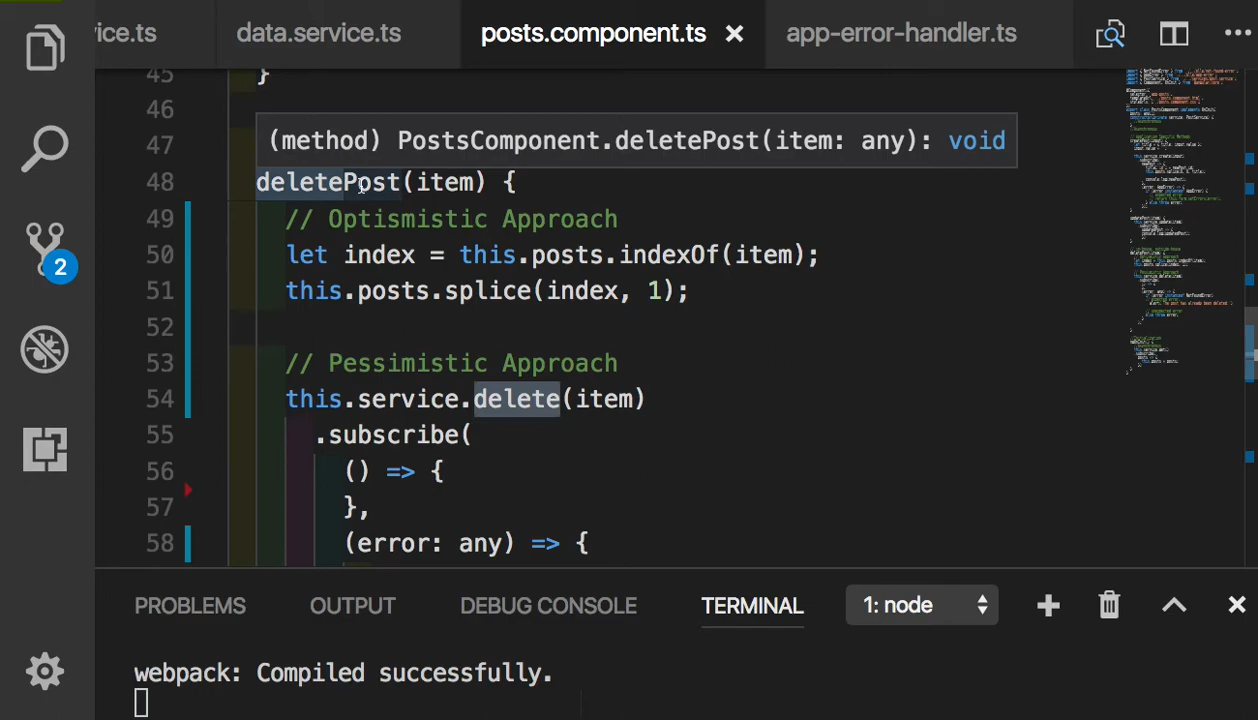 vice.ts data.service.ts posts.component.ts app-error-handler.ts
45 }
46
47
(method) PostsComponent.deletePost(item: any): void
48 deletePost(item) {
49 // Optismistic Approach
50 let index = this.posts.indexOf(item);
51 this.posts.splice(index, 1);
52
53 // Pessimistic Approach
54 this.service.delete(item)
55 .subscribe(
56 () => {
57 },
58 (error: any) => {
2
PROBLEMS OUTPUT DEBUG CONSOLE TERMINAL 1: node
webpack: Compiled successfully.